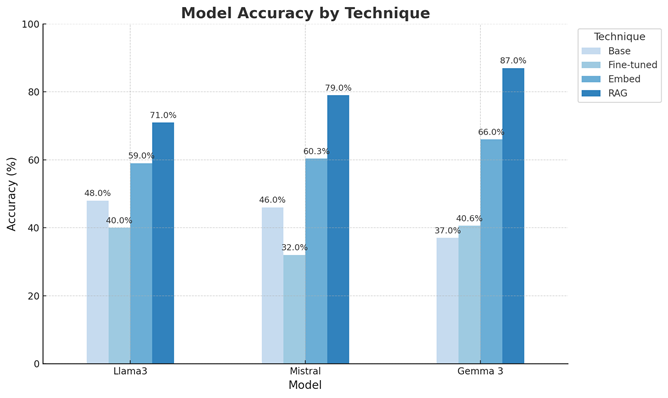 Model Accuracy by Technique
Accuracy (%)
100
80
60
40
20
0
48.0%
40.0%
59.0%
71.0%
46.0%
32.0%
60.3%
79.0%
37.0%
40.6%
66.0%
87.0%
Llama3
Mistral
Gemma 3
Model
Technique
Base
Fine-tuned
Embed
RAG